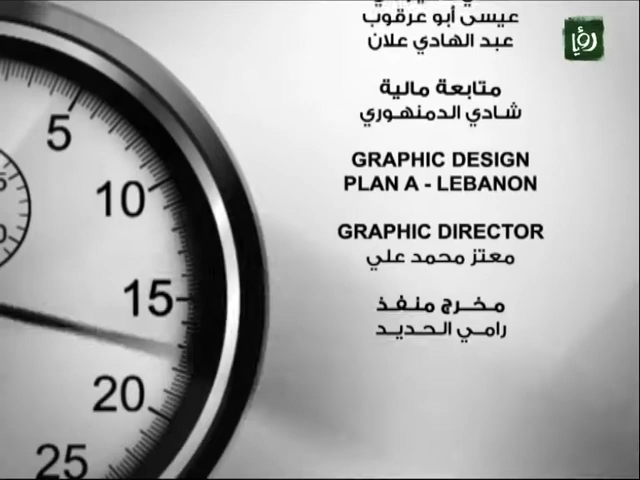 عيسى أبو عرقوب
عبد الهادي علان
رؤيا
متابعة مالية
شادي الدمنهوري
GRAPHIC DESIGN
PLAN A - LEBANON
GRAPHIC DIRECTOR
معتز محمد علي
مخرج منفذ
رامي الحديد
5
10
15
20
25